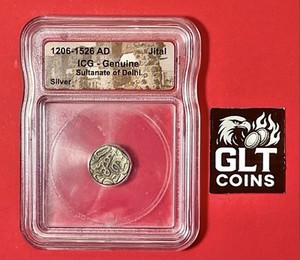 1206-1526 AD Jital
ICG - Genuine
Sultanate of Delhi
Silver
GLT
COINS